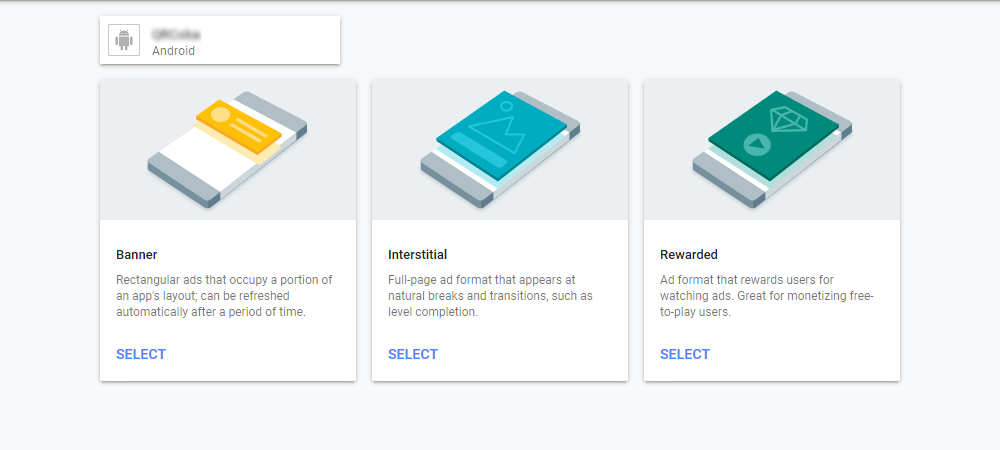 Android
Banner
Rectangular ads that occupy a portion of
an app's layout; can be refreshed
automatically after a period of time.
SELECT
Interstitial
Full-page ad format that appears at
natural breaks and transitions, such as
level completion.
SELECT
Rewarded
Ad format that rewards users for
watching ads. Great for monetizing free-
to-play users.
SELECT